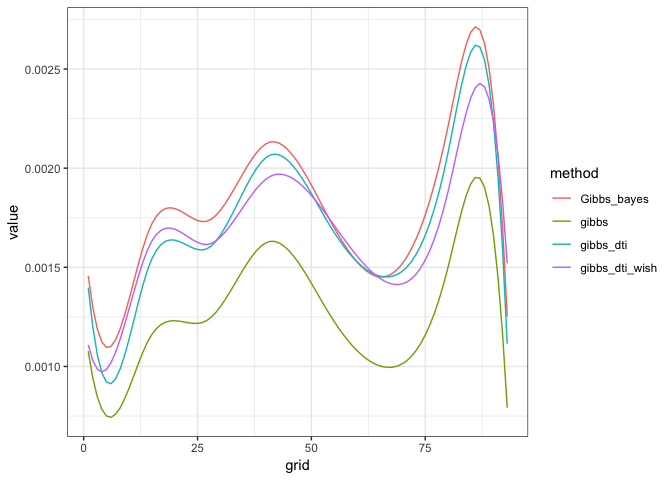 0.0025
0.0020
0.0015
0.0010
value
0
25
50
75
grid
method
Gibbs_bayes
gibbs
gibbs_dti
gibbs_dti_wish